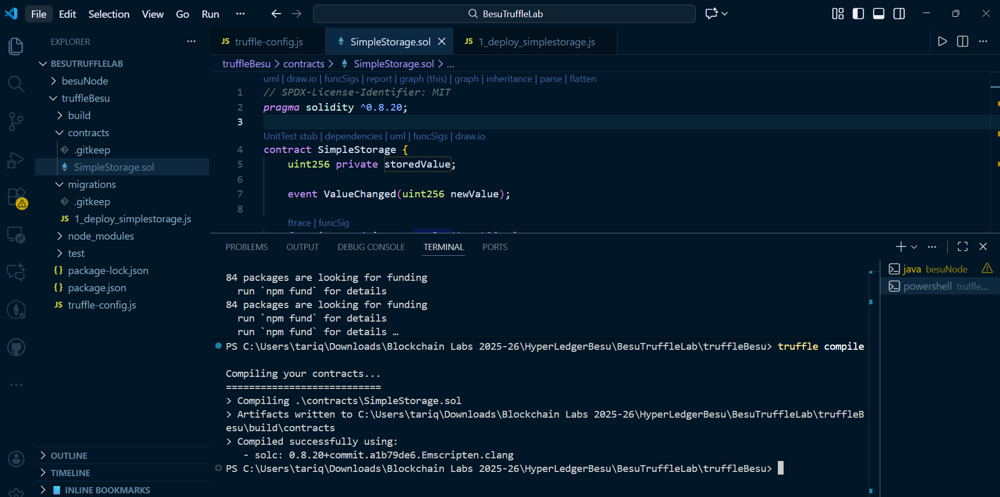 File Edit Selection View Go Run ···
BesuTruffleLab
EXPLORER
BESUTRUFFLELAB
besuNode
truffleBesu
build
contracts
.gitkeep
SimpleStorage.sol
migrations
.gitkeep
JS 1_deploy_simplestorage.js
node_modules
test
{} package-lock.json
{} package.json
JS truffle-config.js
OUTLINE
TIMELINE
INLINE BOOKMARKS
JS truffle-config.js
SimpleStorage.sol
JS 1_deploy_simplestorage.js
truffleBesu > contracts > SimpleStorage.sol > ...
uml | draw.io | funcSigs | report | graph (this) | graph | inheritance | parse | flatten
1 // SPDX-License-Identifier: MIT
2 pragma solidity ^0.8.20;
3
UnitTest stub | dependencies | uml | funcSigs | draw.io
4 contract SimpleStorage {
5 uint256 private storedValue;
6
7 event ValueChanged(uint256 newValue);
8
ftrace | funcSig
PROBLEMS OUTPUT DEBUG CONSOLE TERMINAL PORTS
84 packages are looking for funding
run `npm fund` for details
84 packages are looking for funding
run `npm fund` for details
run `npm fund` for details …
PS C:\Users\tariq\Downloads\Blockchain Labs 2025-26\HyperLedgerBesu\BesuTruffleLab\truffleBesu> truffle compile
Compiling your contracts...
===========================
> Compiling .\contracts\SimpleStorage.sol
> Artifacts written to C:\Users\tariq\Downloads\Blockchain Labs 2025-26\HyperLedgerBesu\BesuTruffleLab\truffleB
esu\build\contracts
> Compiled successfully using:
- solc: 0.8.20+commit.a1b79de6.Emscripten.clang
PS C:\Users\tariq\Downloads\Blockchain Labs 2025-26\HyperLedgerBesu\BesuTruffleLab\truffleBesu>
java besuNode
powershell truffle...